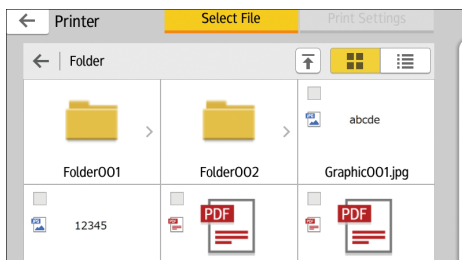 Printer
Select File
Print Settings
Folder
Folder001
Folder002
abcde
Graphic001.jpg
12345
PDF
PDF